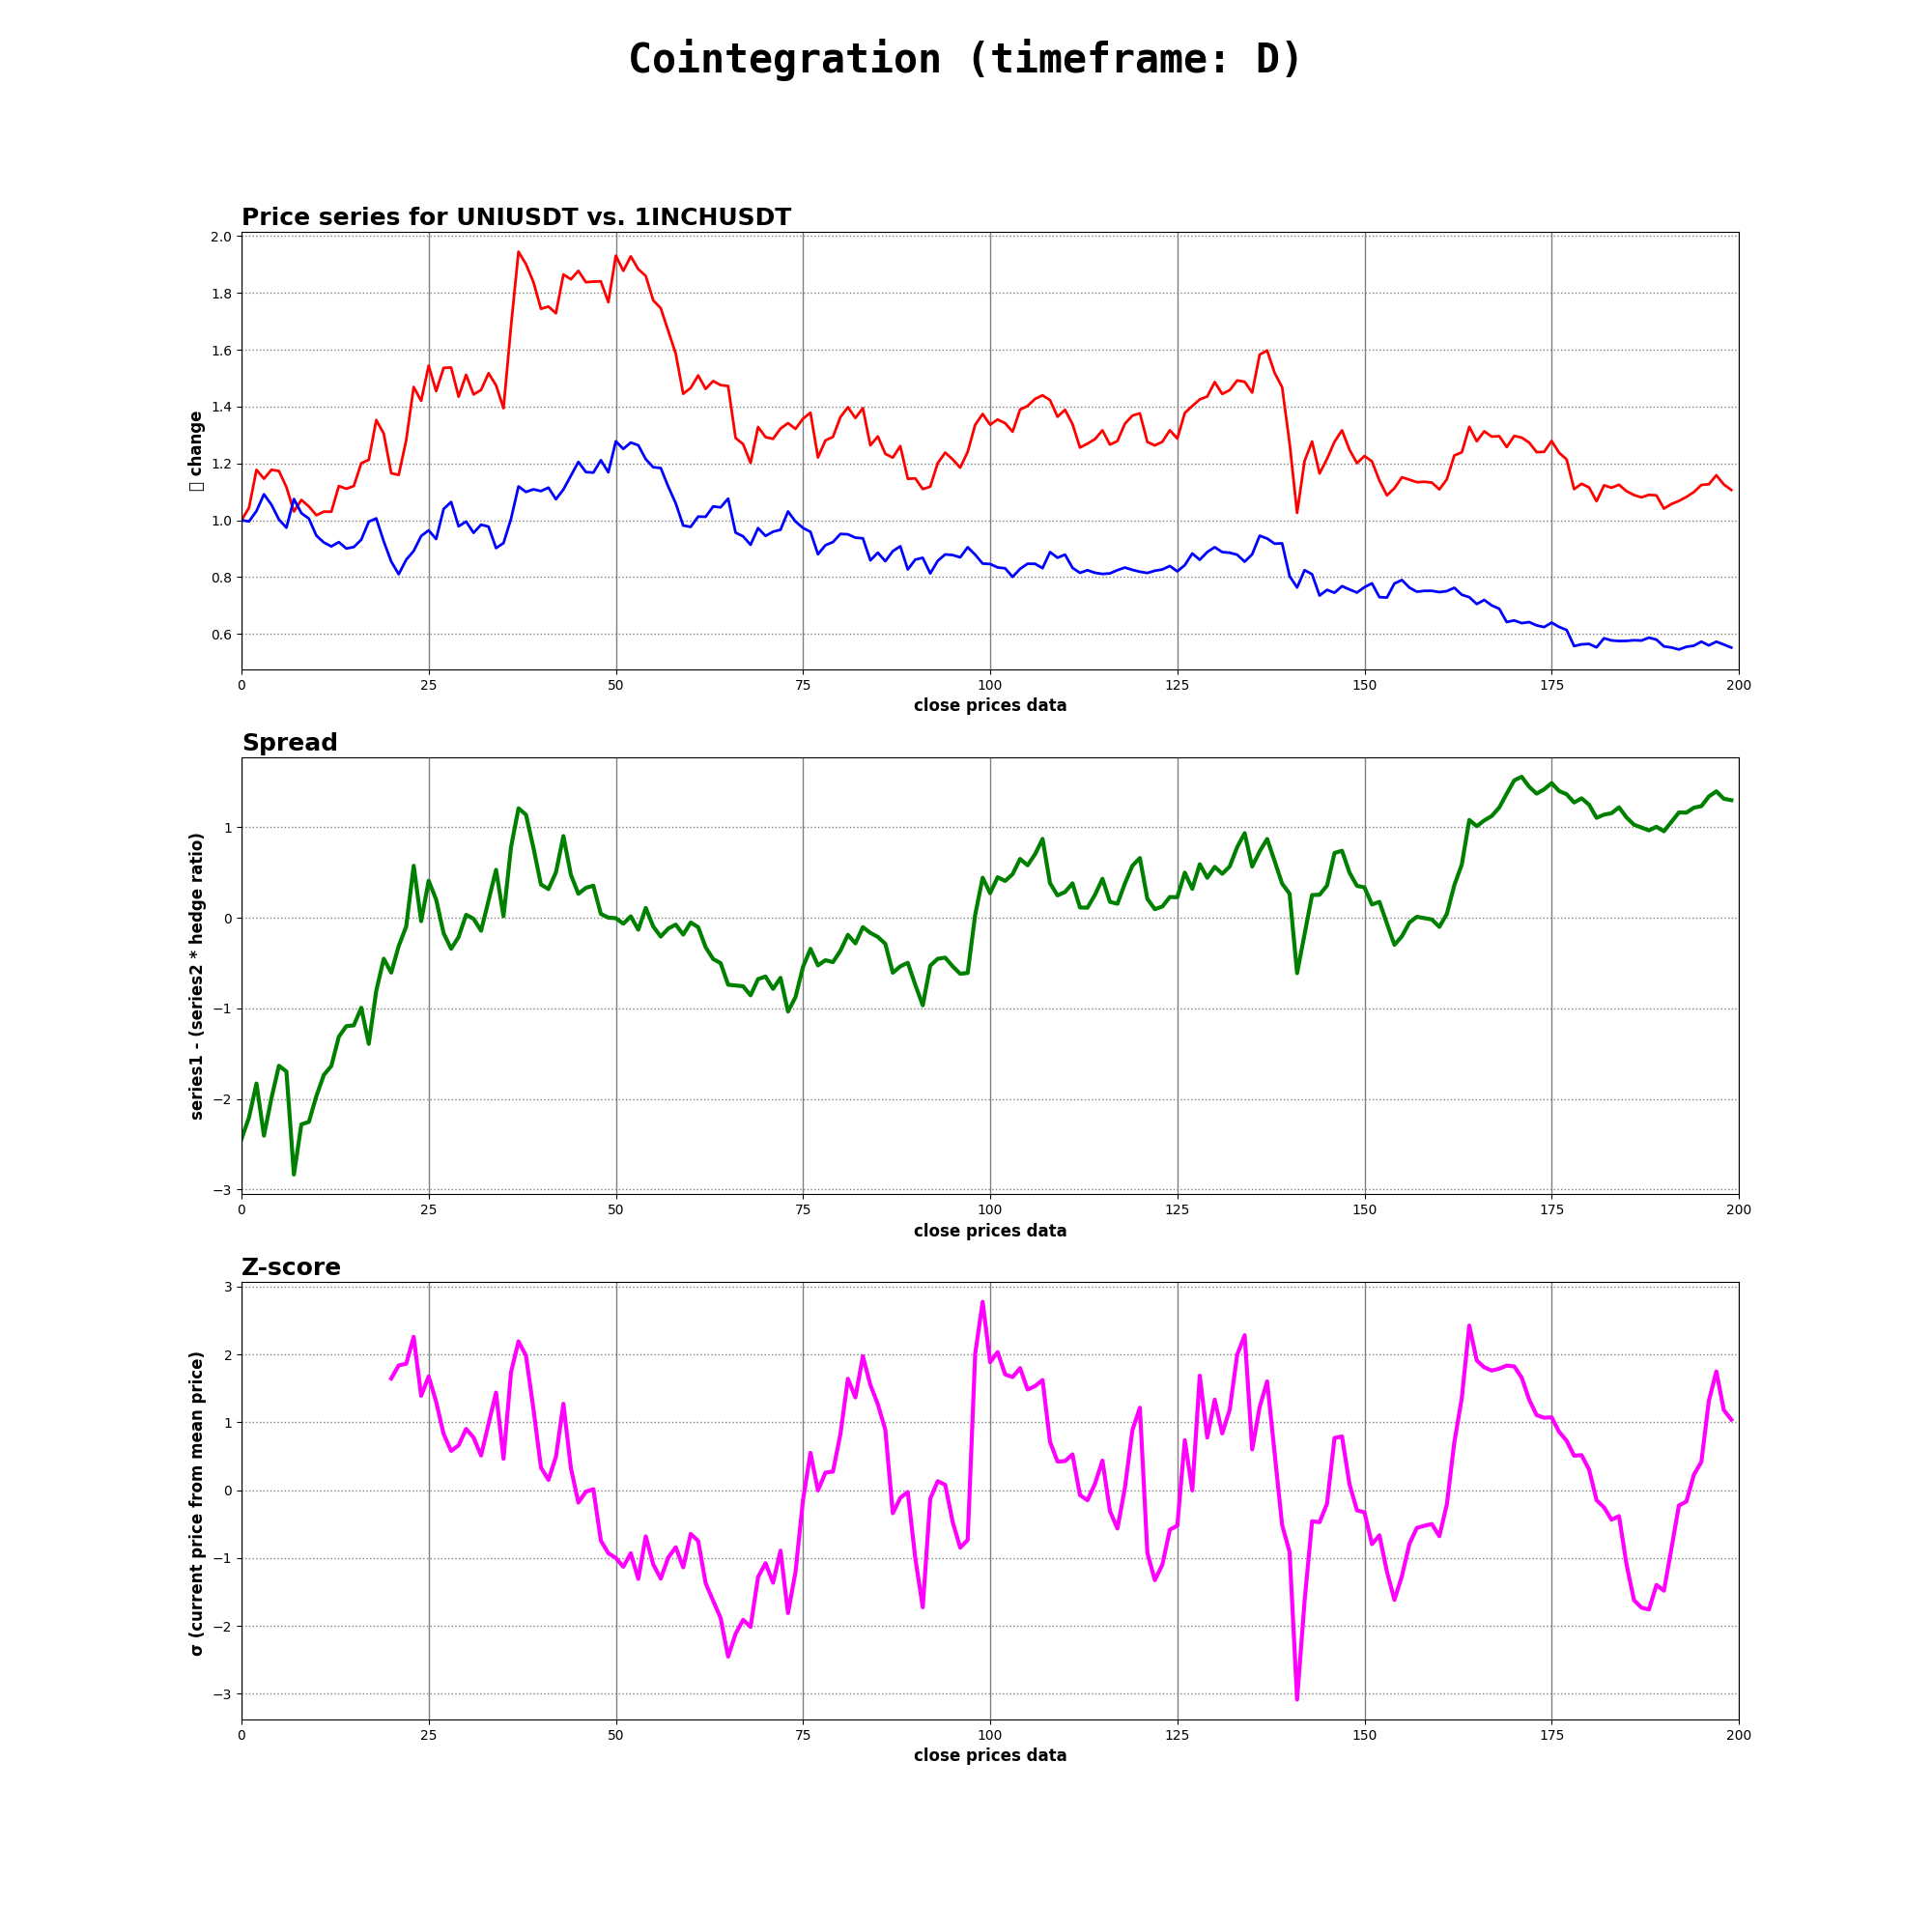 Cointegration (timeframe: D)
Price series for UNIUSDT vs. 1INCHUSDT
2.0
1.8
1.6
1.4
1.2
1.0
0.8
0.6
change
0 25 50 75 100 125 150 175 200
close prices data
Spread
1
0
−1
−2
−3
series1 - (series2 * hedge ratio)
0 25 50 75 100 125 150 175 200
close prices data
Z-score
3
2
1
0
−1
−2
−3
σ (current price from mean price)
0 25 50 75 100 125 150 175 200
close prices data